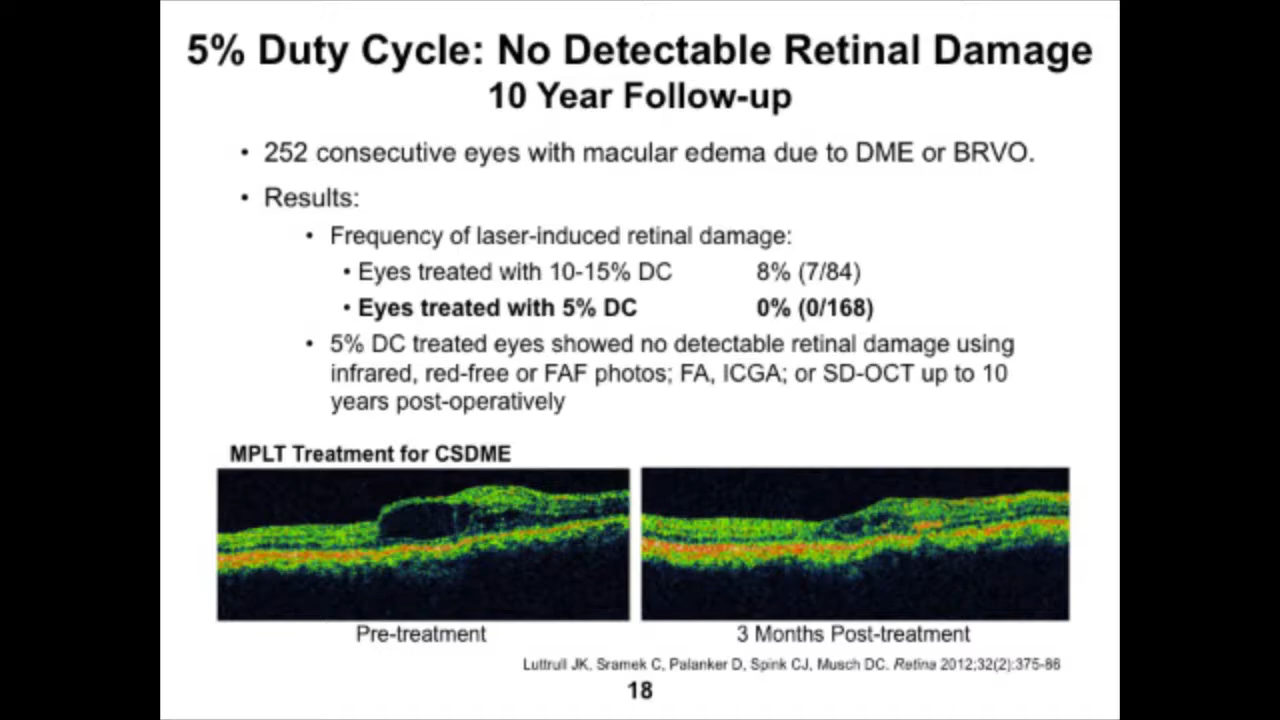 5% Duty Cycle: No Detectable Retinal Damage
10 Year Follow-up
• 252 consecutive eyes with macular edema due to DME or BRVO.
• Results:
• Frequency of laser-induced retinal damage:
• Eyes treated with 10-15% DC 8% (7/84)
• Eyes treated with 5% DC 0% (0/168)
• 5% DC treated eyes showed no detectable retinal damage using
infrared, red-free or FAF photos; FA, ICGA; or SD-OCT up to 10
years post-operatively
MPLT Treatment for CSDME
Pre-treatment
3 Months Post-treatment
Luttrull JK, Sramek C, Palanker D, Spink CJ, Musch DC. Retina 2012;32(2):375-86
18